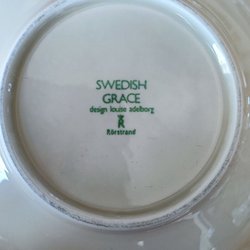 SWEDISH
GRACE
design louise adelborg
R
Rörstrand